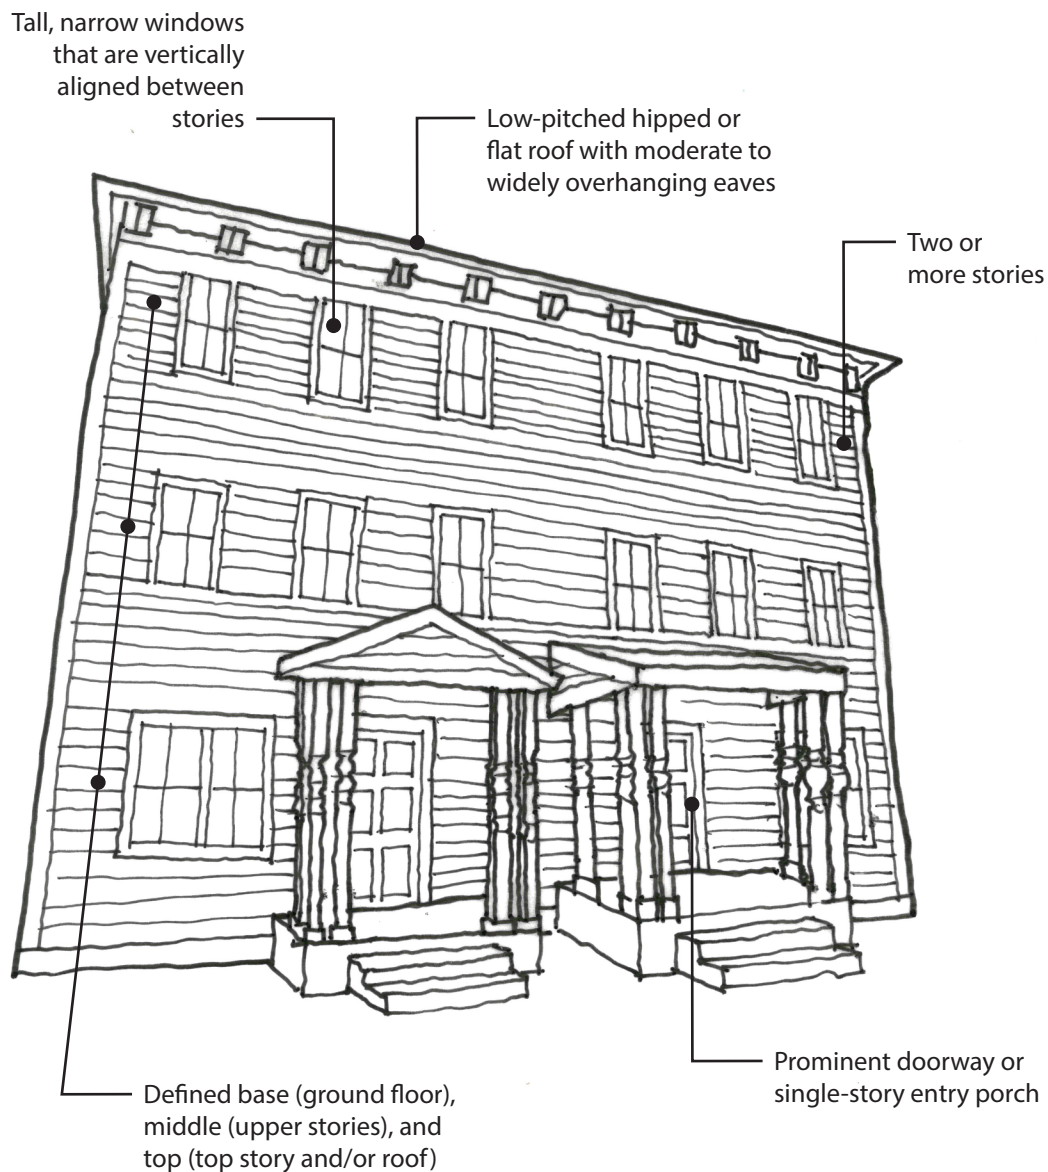 Tall, narrow windows
that are vertically
aligned between
stories
Low-pitched hipped or
flat roof with moderate to
widely overhanging eaves
Two or
more stories
Prominent doorway or
single-story entry porch
Defined base (ground floor),
middle (upper stories), and
top (top story and/or roof)